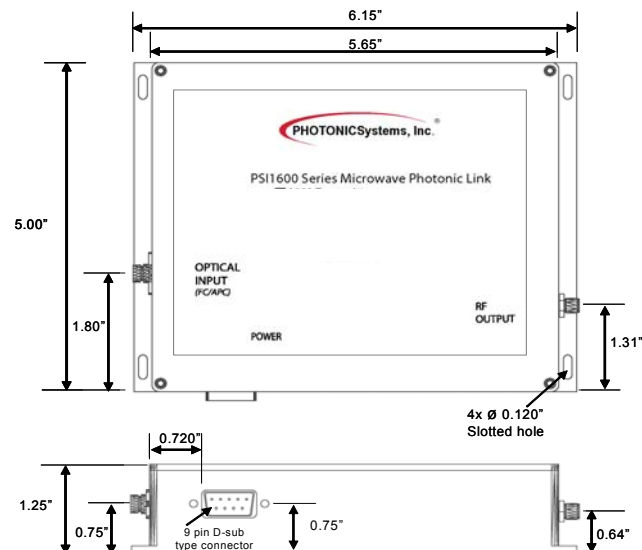 6.15"
5.65"
PHOTONICSystems, Inc.®
PSI1600 Series Microwave Photonic Link
5.00"
OPTICAL
INPUT
(FC/APC)
1.80"
RF
OUTPUT
POWER
1.31"
4x Ø 0.120"
Slotted hole
0.720"
1.25"
0.75"
9 pin D-sub
type connector
0.75"
0.64"